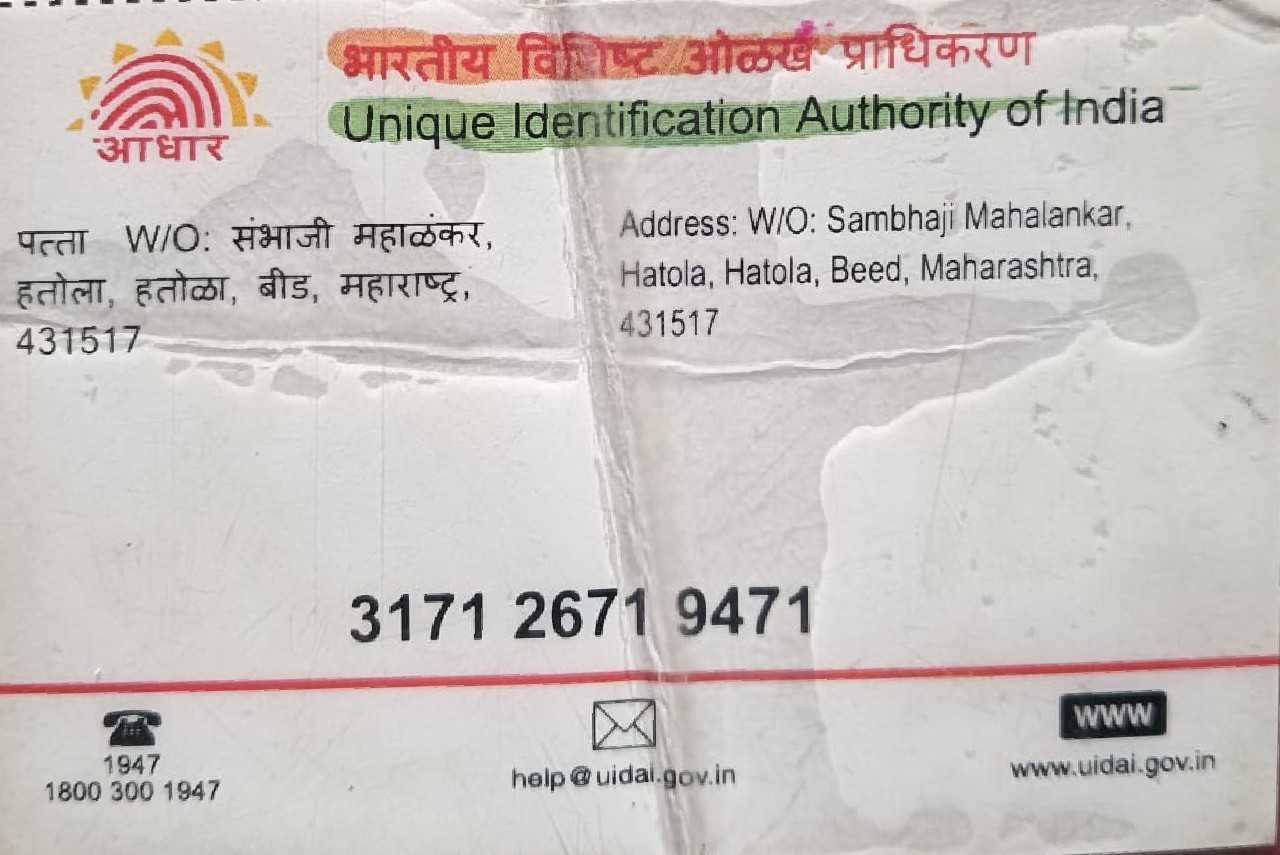 भारतीय विशिष्ट ओळख प्राधिकरण
Unique Identification Authority of India
आधार
पत्ता W/O: संभाजी महाळंकर,
हतोला, हतोळा, बीड, महाराष्ट्र,
431517
Address: W/O: Sambhaji Mahalankar,
Hatola, Hatola, Beed, Maharashtra,
431517
3171 2671 9471
1947
1800 300 1947
help@uidai.gov.in
www
www.uidai.gov.in